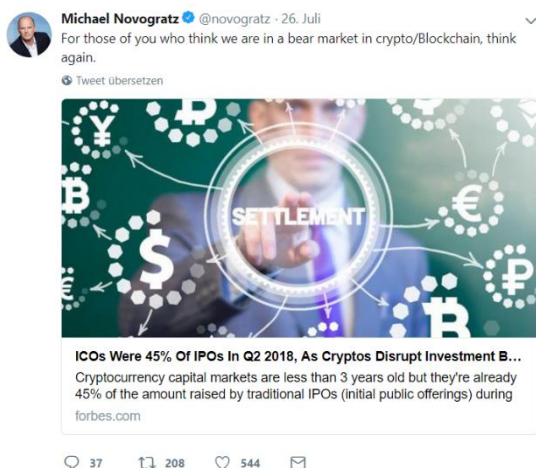 Michael Novogratz @novogratz · 26. Juli
For those of you who think we are in a bear market in crypto/Blockchain, think
again.
Tweet übersetzen
SETTLEMENT
ICOs Were 45% Of IPOs In Q2 2018, As Cryptos Disrupt Investment B...
Cryptocurrency capital markets are less than 3 years old but they're already
45% of the amount raised by traditional IPOs (initial public offerings) during
forbes.com
37 208 544